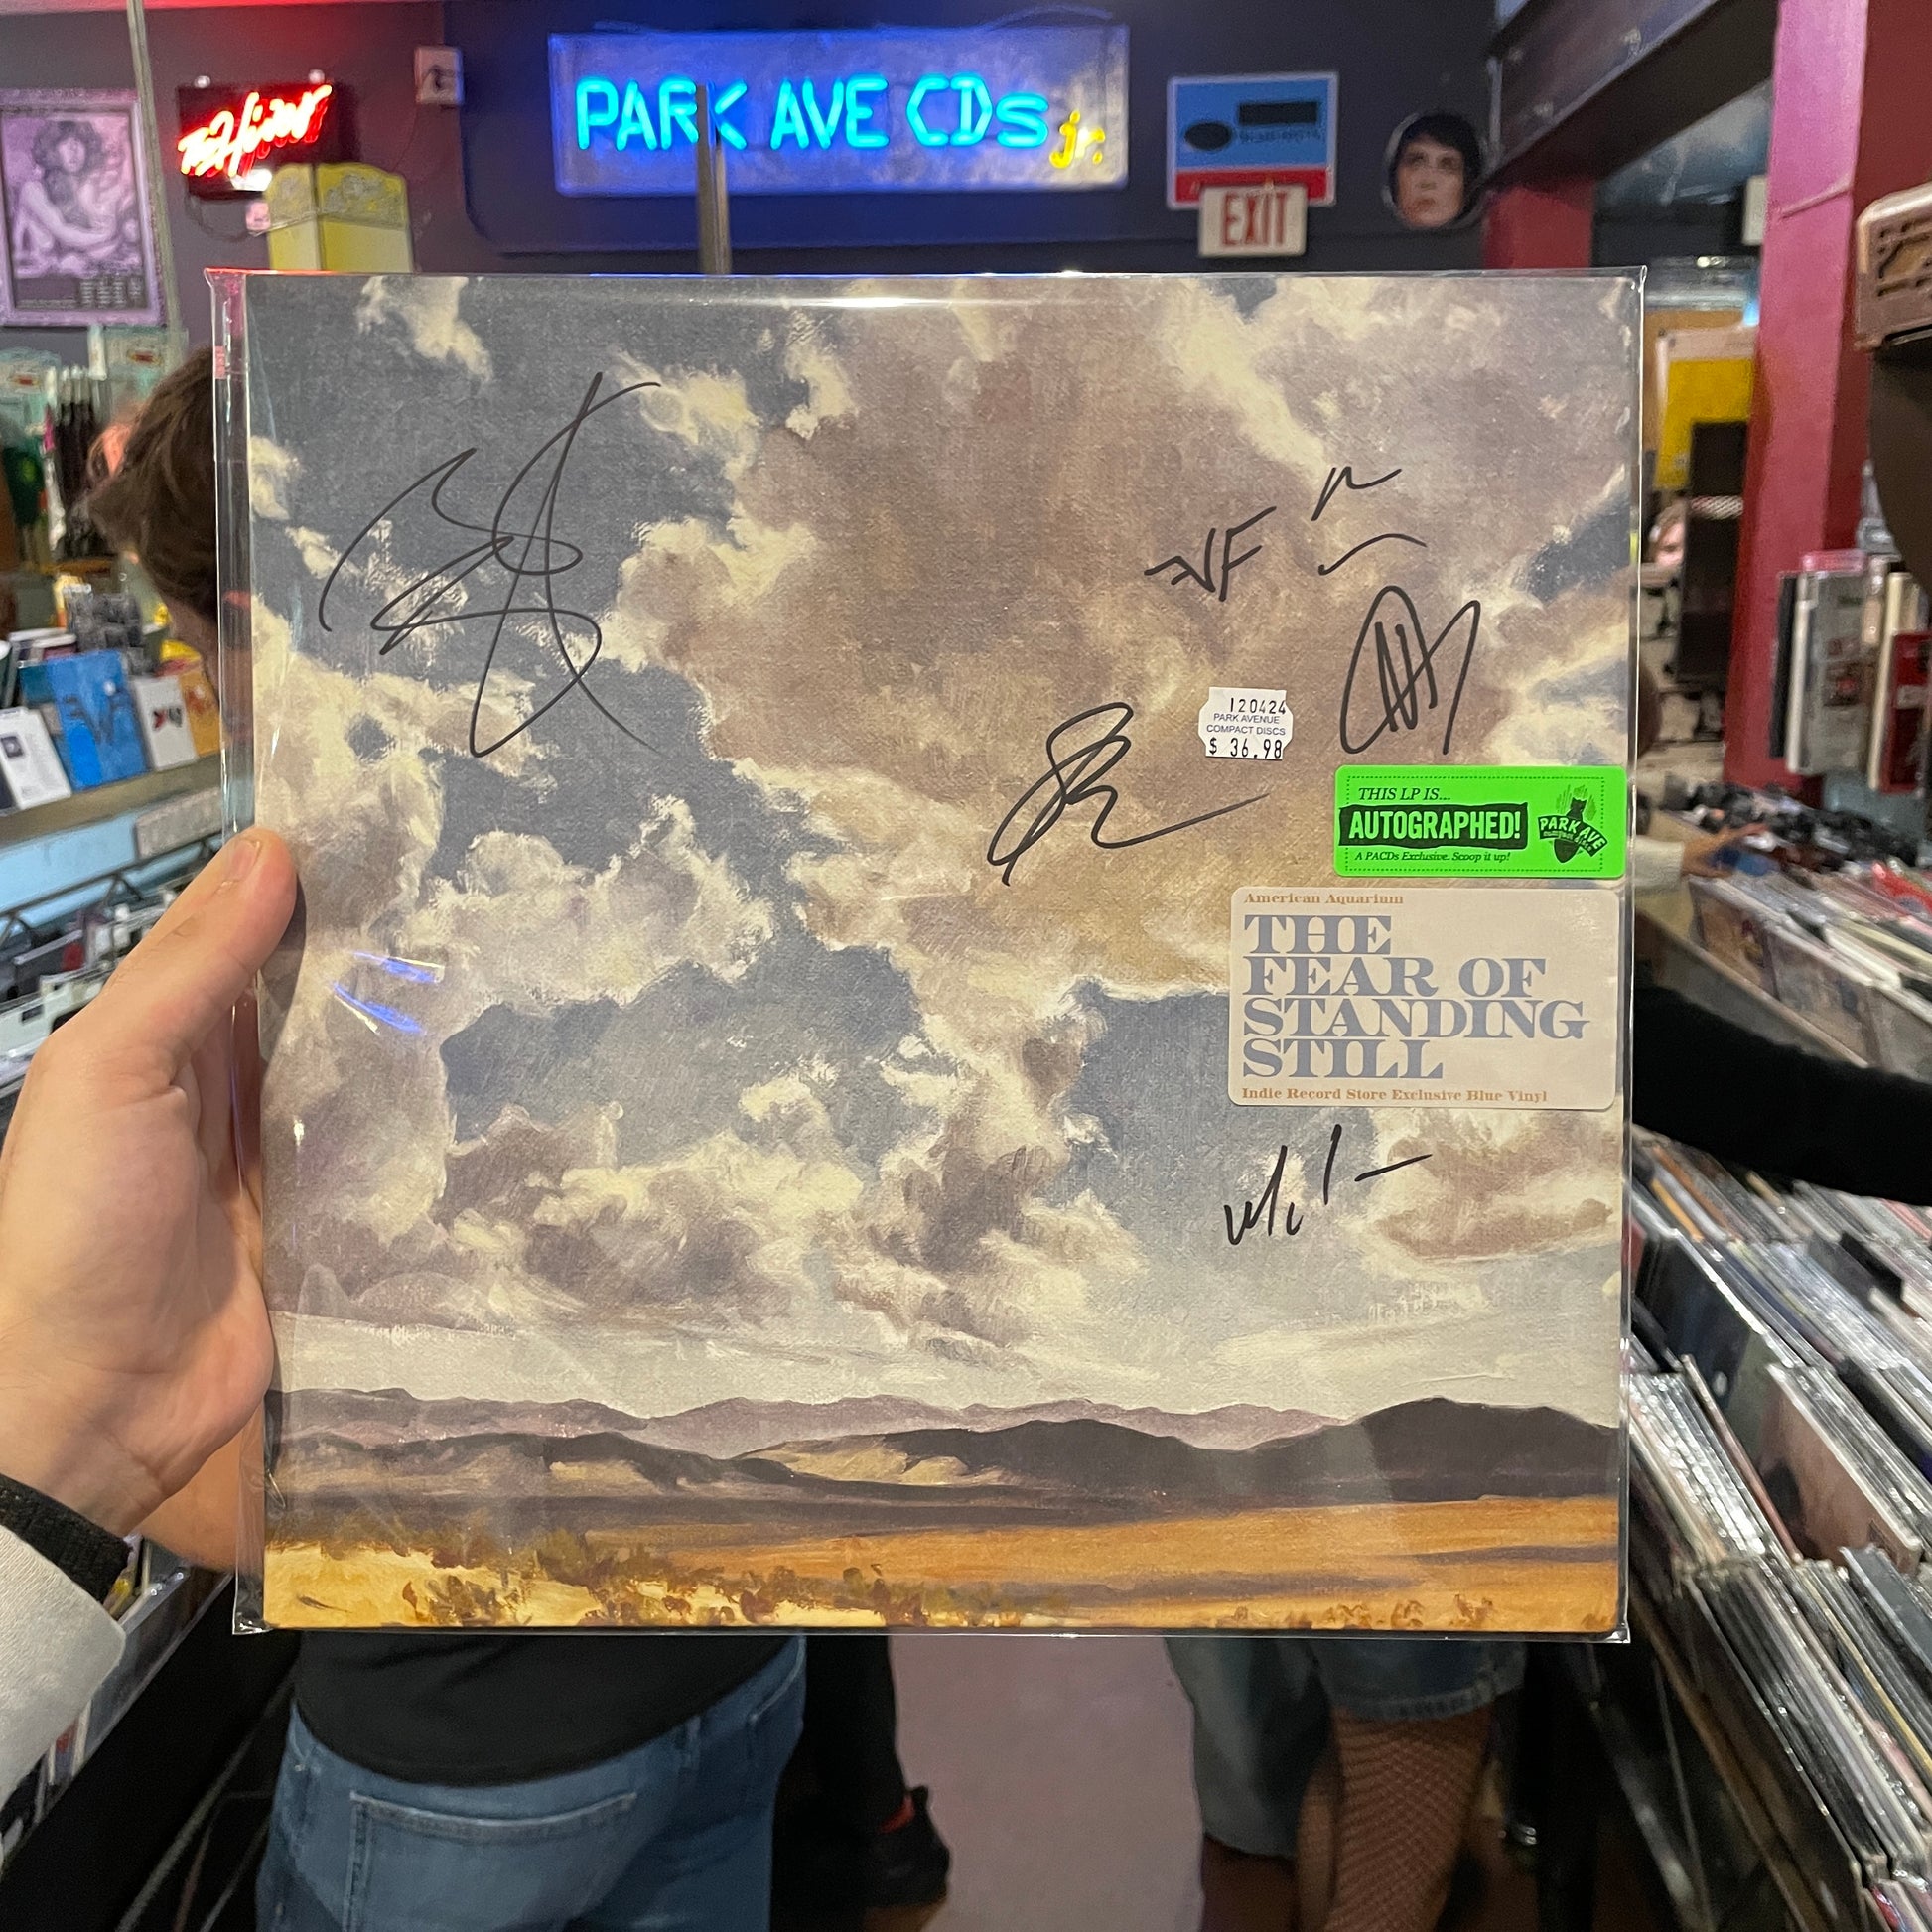 PARK AVE CDs jr.
EXIT
120424
PARK AVENUE
COMPACT DISCS
$ 36.98
THIS LP IS...
AUTOGRAPHED!
PARK AVE
A PACDs Exclusive. Scoop it up!
American Aquarium
THE
FEAR OF
STANDING
STILL
Indie Record Store Exclusive Blue Vinyl